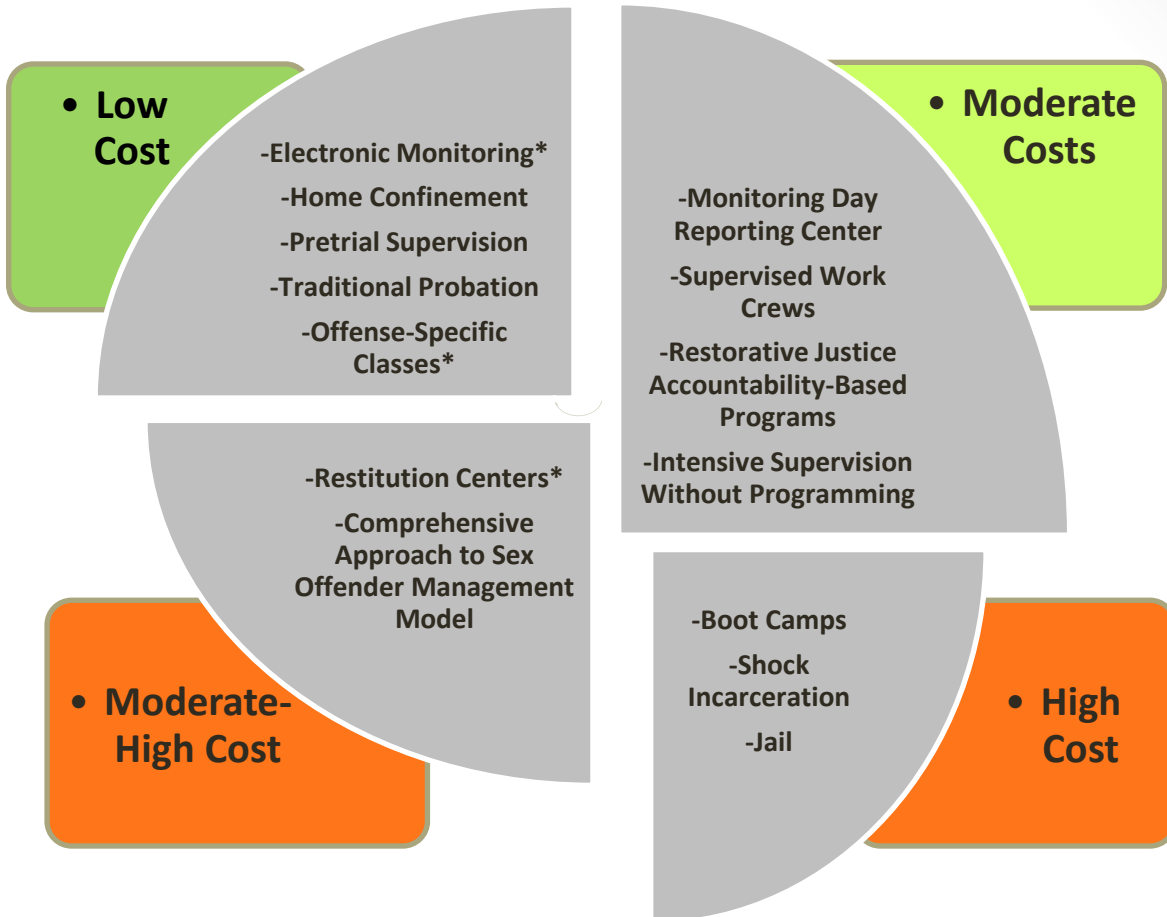 • Low
Cost
-Electronic Monitoring*
-Home Confinement
-Pretrial Supervision
-Traditional Probation
-Offense-Specific
Classes*
• Moderate
Costs
-Monitoring Day
Reporting Center
-Supervised Work
Crews
-Restorative Justice
Accountability-Based
Programs
-Intensive Supervision
Without Programming
• Moderate-
High Cost
-Restitution Centers*
-Comprehensive
Approach to Sex
Offender Management
Model
• High
Cost
-Boot Camps
-Shock
Incarceration
-Jail